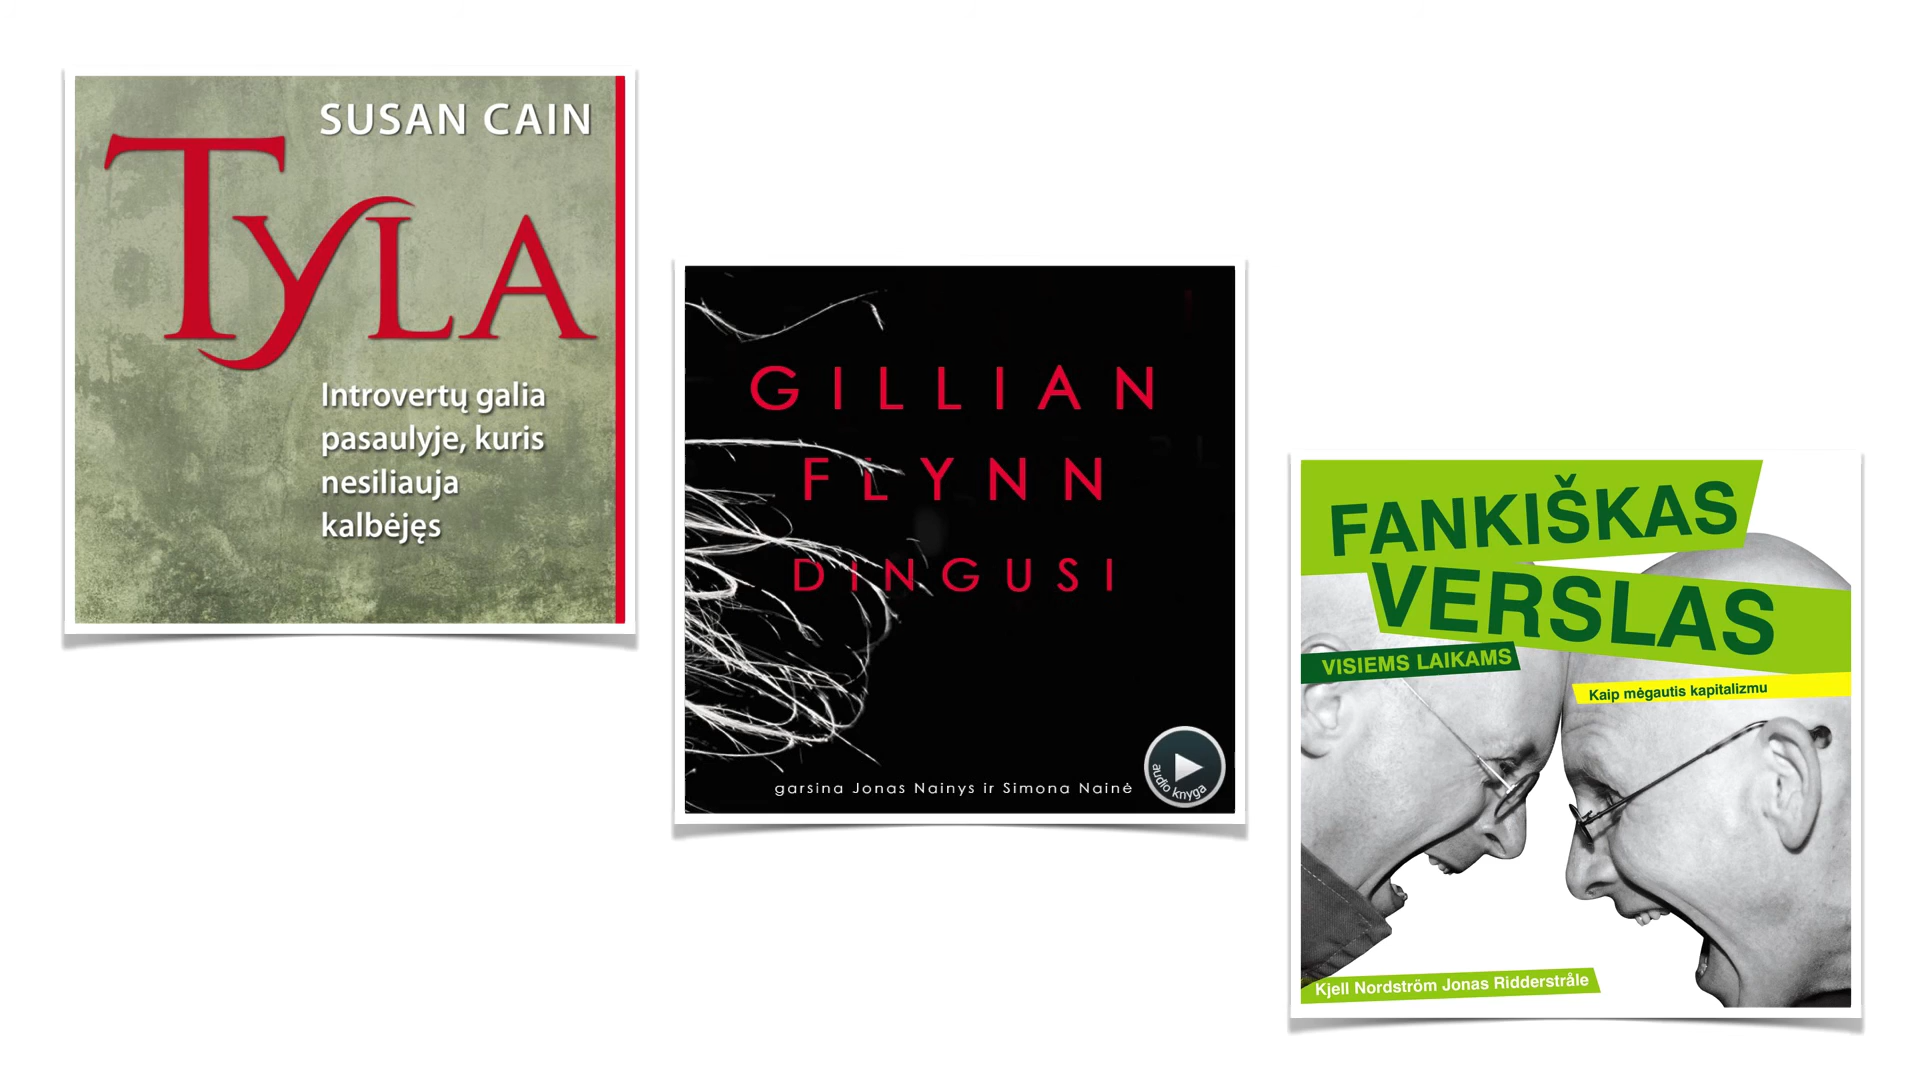 SUSAN CAIN
TYLA
Introvertų galia
pasaulyje, kuris
nesiliauja
kalbėjęs
GILLIAN
FLYNN
DINGUSI
garsina Jonas Nainys ir Simona Nainė
audio knyga
FANKIŠKAS
VERSLAS
VISIEMS LAIKAMS
Kaip mėgautis kapitalizmu
Kjell Nordström Jonas Ridderstråle